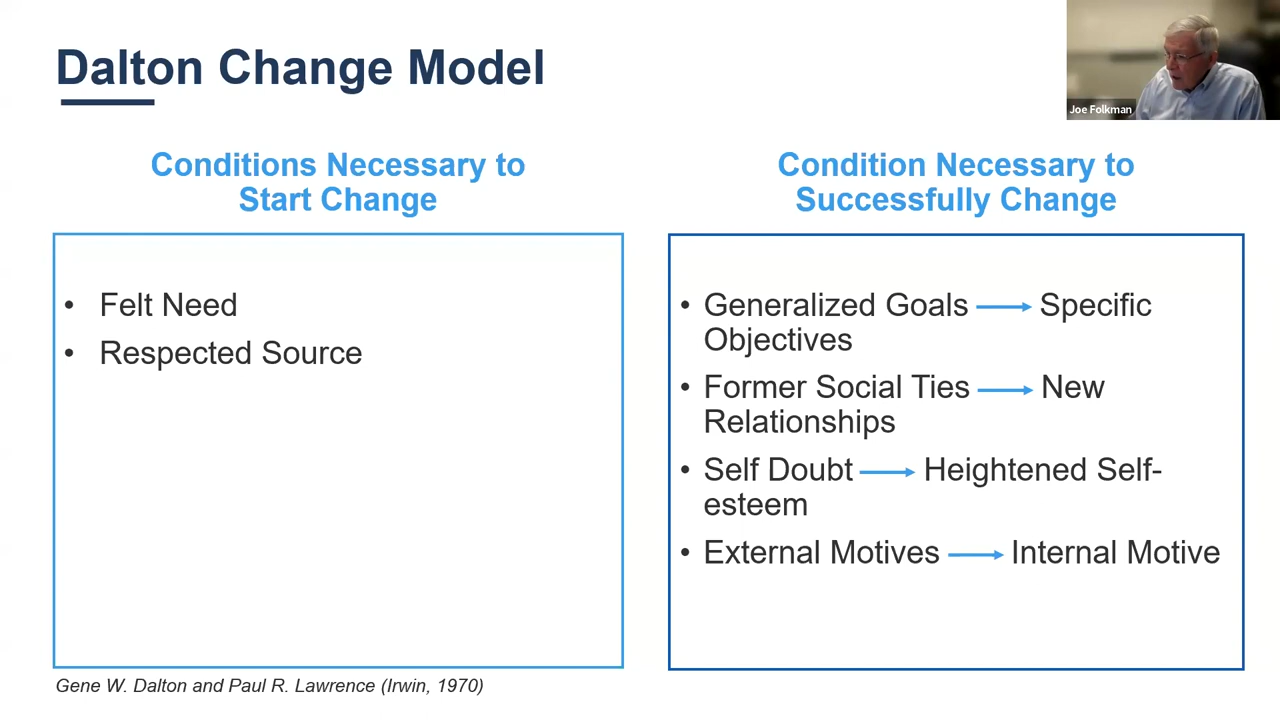 Dalton Change Model
Joe Folkman
Conditions Necessary to
Start Change
• Felt Need
• Respected Source
Condition Necessary to
Successfully Change
• Generalized Goals → Specific
Objectives
• Former Social Ties → New
Relationships
• Self Doubt → Heightened Self-
esteem
• External Motives → Internal Motive
Gene W. Dalton and Paul R. Lawrence (Irwin, 1970)